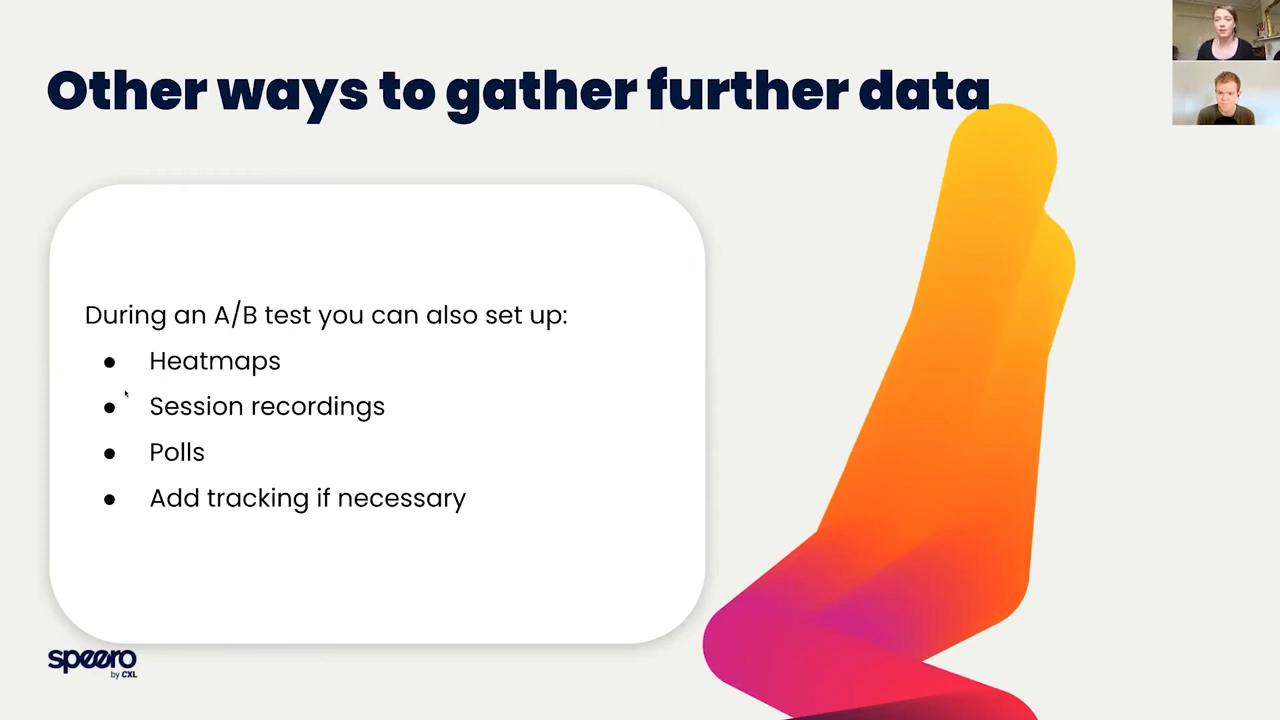 Other ways to gather further data
During an A/B test you can also set up:
● Heatmaps
● Session recordings
● Polls
● Add tracking if necessary
speero
by CXL